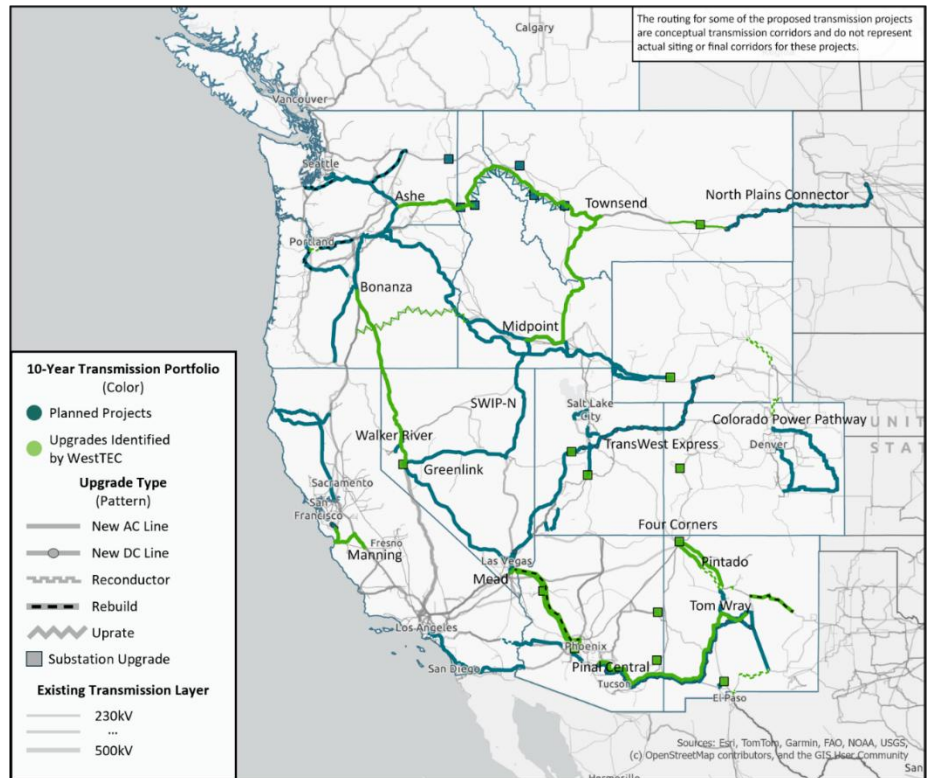 The routing for some of the proposed transmission projects
are conceptual transmission corridors and do not represent
actual siting or final corridors for these projects.
Calgary
Vancouver
Seattle
Ashe
Townsend
North Plains Connector
Portland
Bonanza
Midpoint
10-Year Transmission Portfolio
(Color)
Planned Projects
Upgrades Identified
by WestTEC
Upgrade Type
(Pattern)
New AC Line
New DC Line
Reconductor
Rebuild
Uprate
Substation Upgrade
Existing Transmission Layer
230kV
...
500kV
SWIP-N
Salt Lake
City
Colorado Power Pathway
UNIT
STAT
Walker River
TransWest Express
Denver
Greenlink
Sacramento
San
Francisco
Four Corners
Fresno
Manning
Las Vegas
Pintado
Mead
Tom Wray
Los Angeles
Phoenix
San Diego
Pinal Central
Tucson
El Paso
Sources: Esri, TomTom, Garmin, FAO, NOAA, USGS,
(c) OpenStreetMap contributors, and the GIS User Community
San
Hermosillo